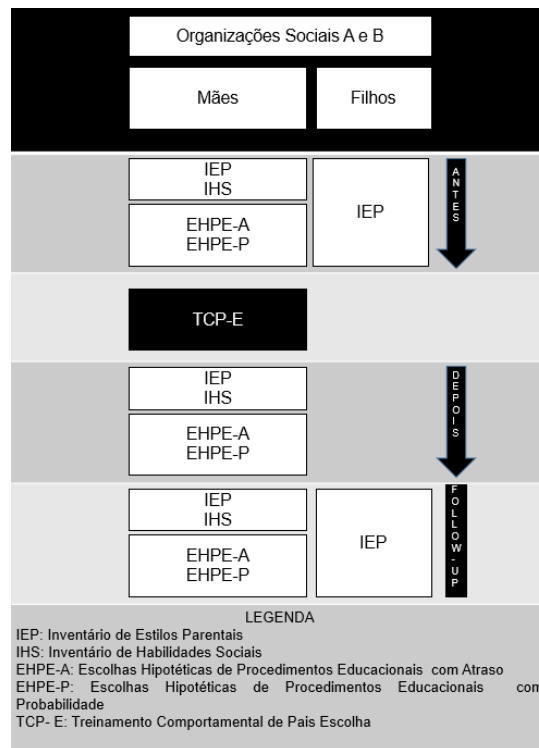 Organizações Sociais A e B
Mães
Filhos
IEP
IHS
EHPE-A
EHPE-P
IEP
ANTES
TCP-E
IEP
IHS
EHPE-A
EHPE-P
DEPOIS
IEP
IHS
EHPE-A
EHPE-P
IEP
FOLLOW-UP
LEGENDA
IEP: Inventário de Estilos Parentais
IHS: Inventário de Habilidades Sociais
EHPE-A: Escolhas Hipotéticas de Procedimentos Educacionais com Atraso
EHPE-P: Escolhas Hipotéticas de Procedimentos Educacionais com
Probabilidade
TCP- E: Treinamento Comportamental de Pais Escolha